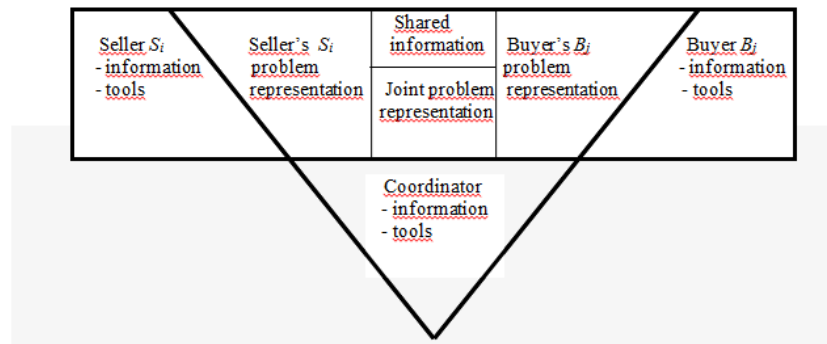 Seller Si
- information
- tools
Seller's Si
problem
representation
Shared
information
Joint problem
representation
Buyer's Bj
problem
representation
Buyer Bj
- information
- tools
Coordinator
- information
- tools